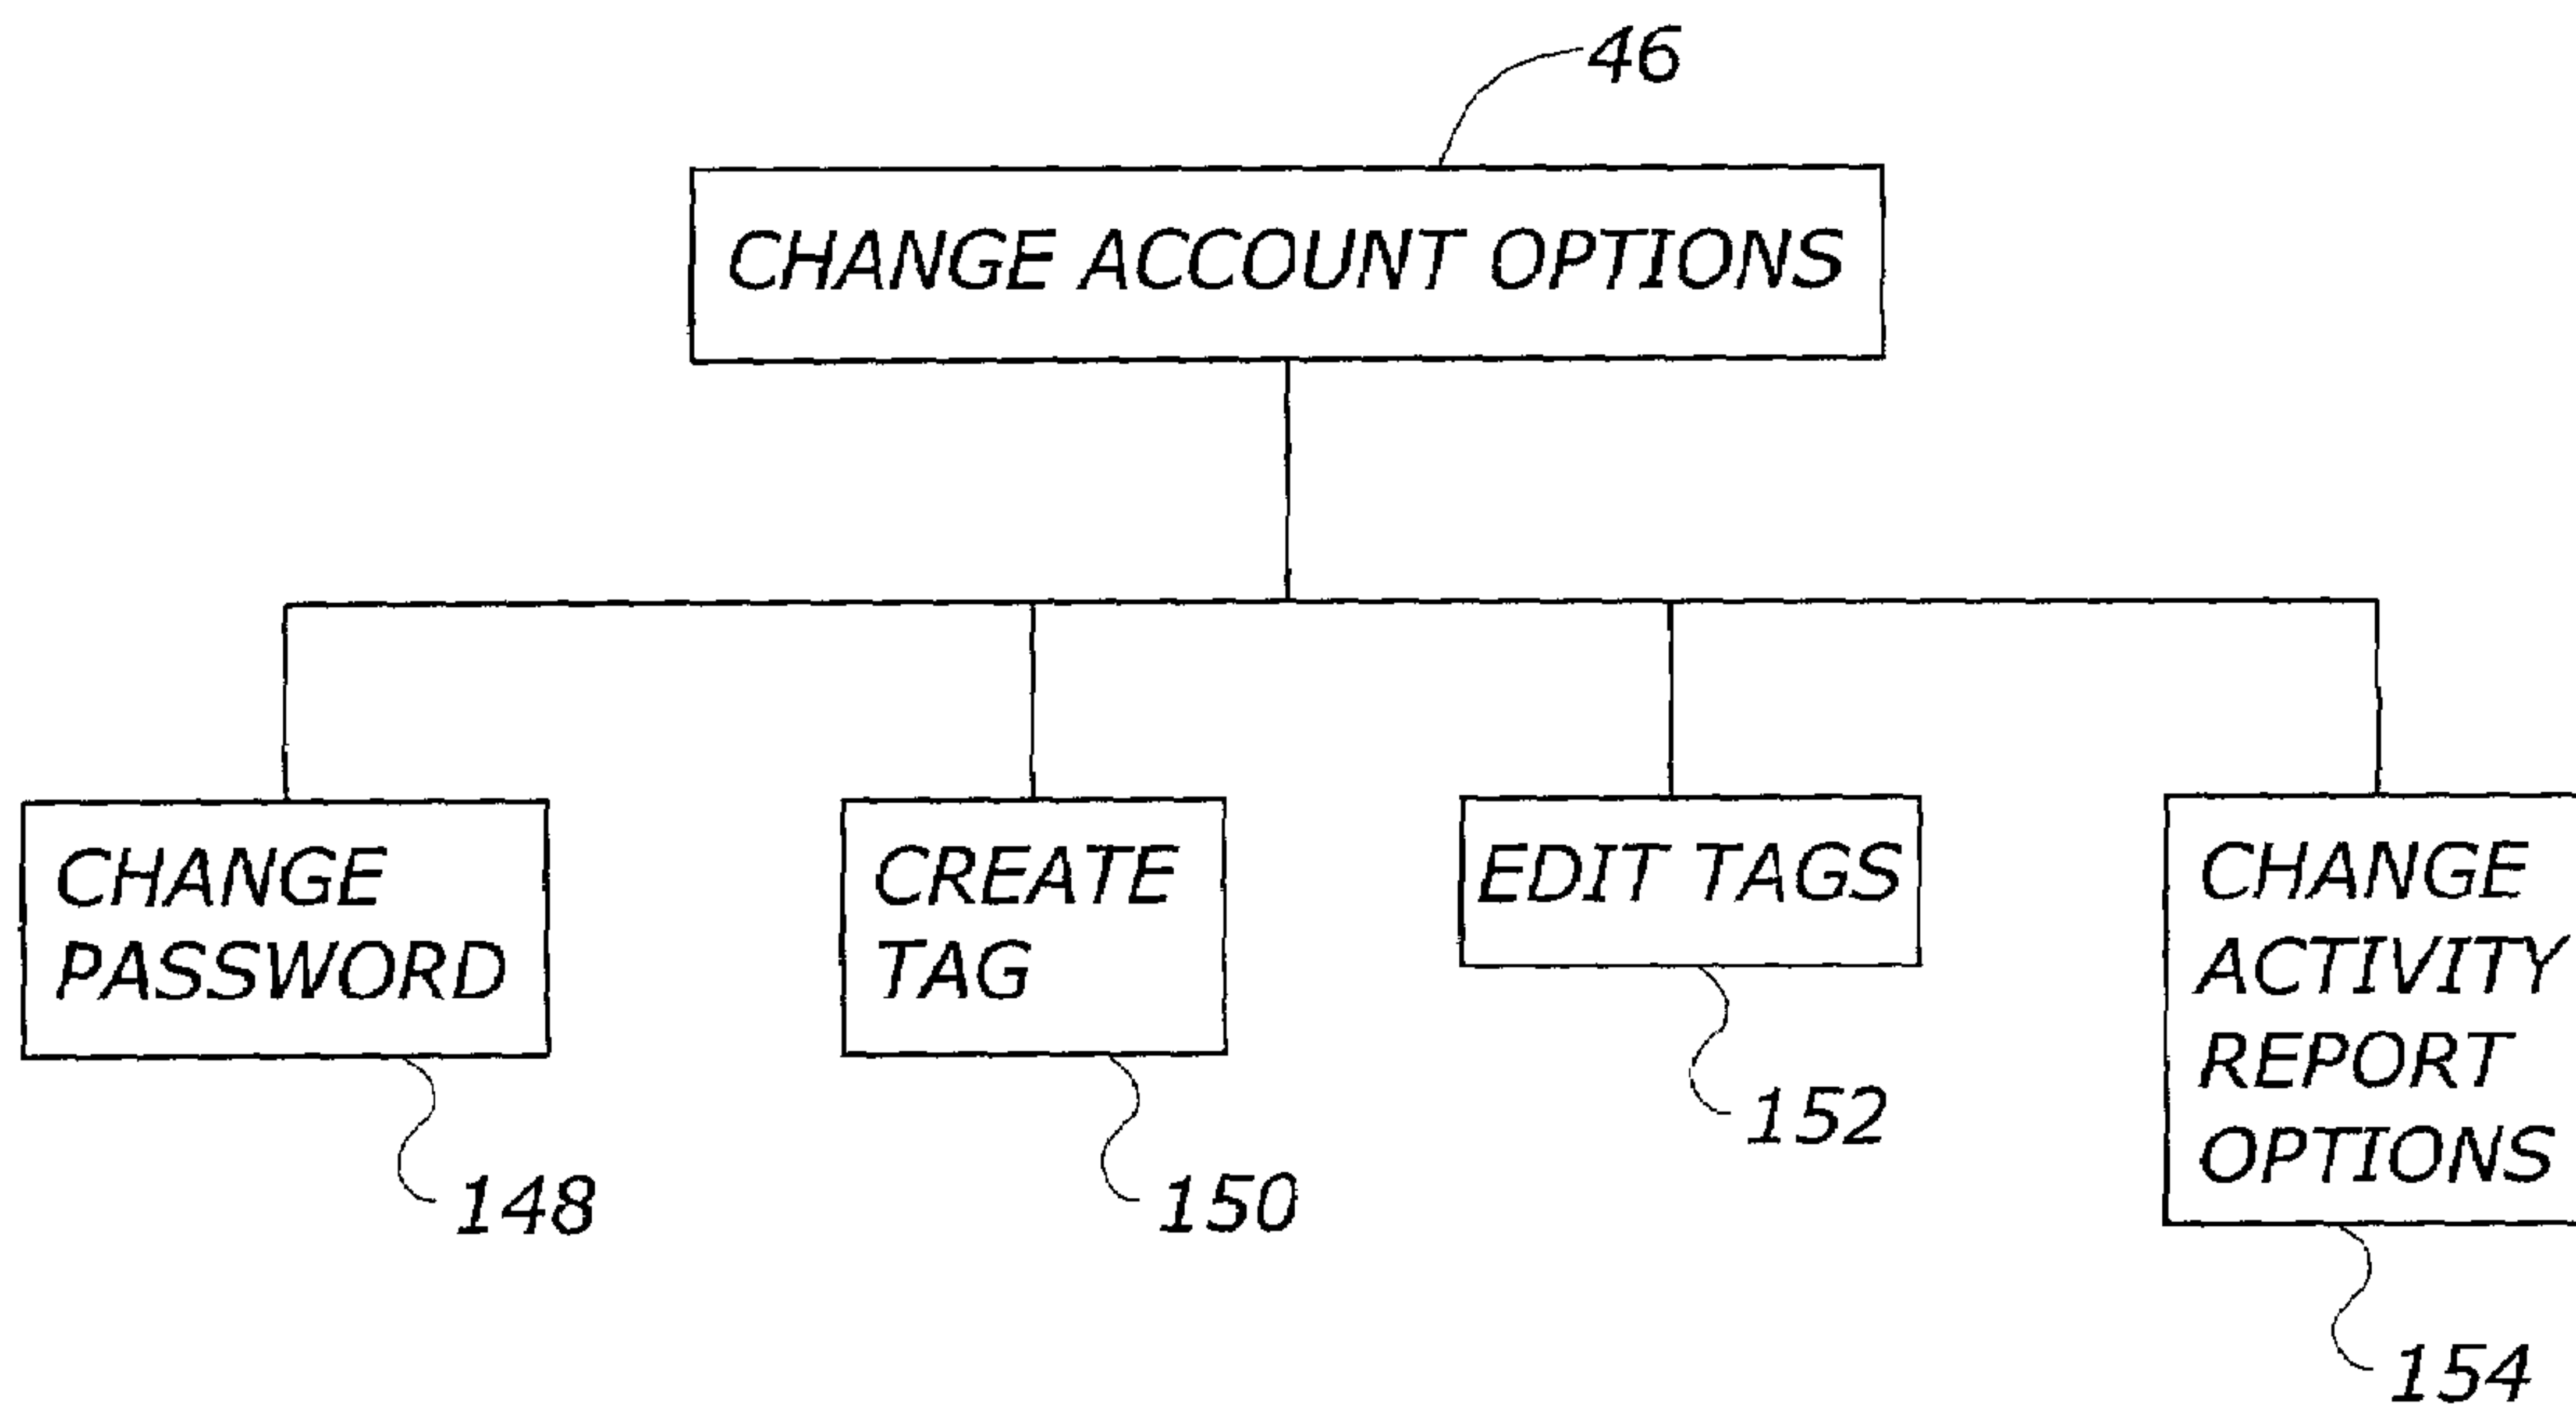 46
CHANGE ACCOUNT OPTIONS
CHANGE
PASSWORD
148
CREATE
TAG
150
EDIT TAGS
152
CHANGE
ACTIVITY
REPORT
OPTIONS
154